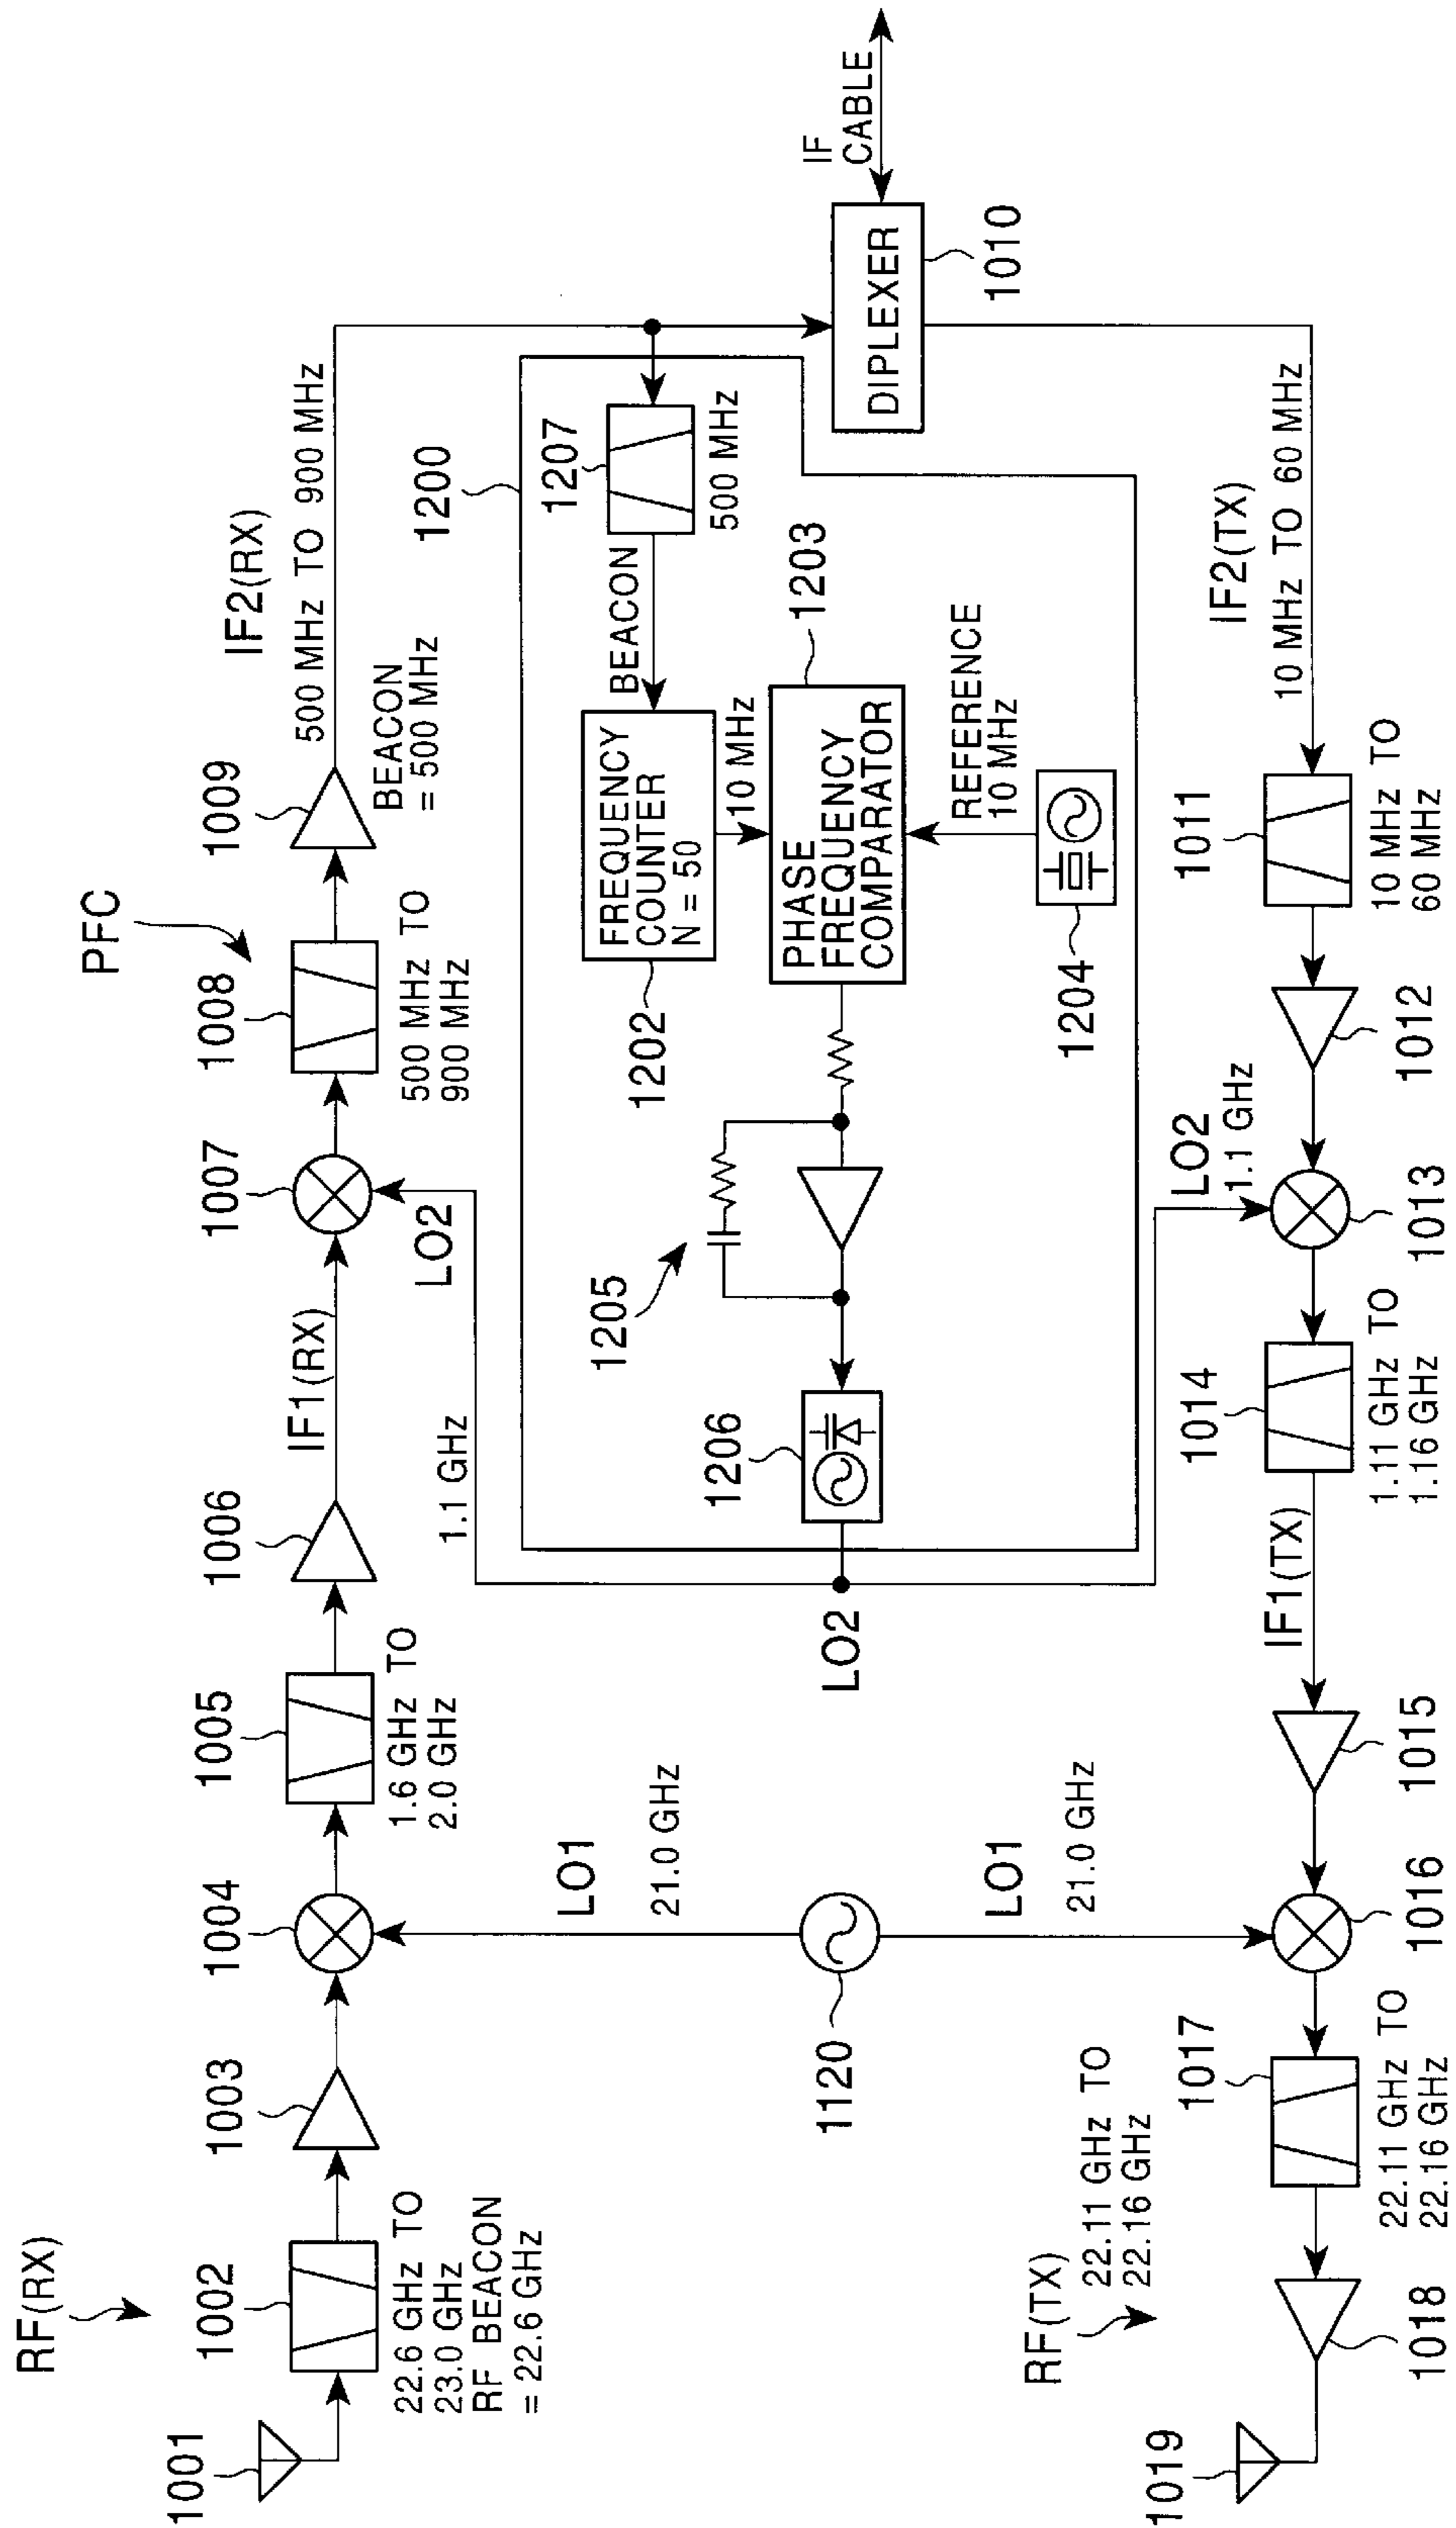 RF(RX)
1001
1002
22.6 GHz TO
23.0 GHz
RF BEACON
= 22.6 GHz
1003
1004
1005
1.6 GHz TO
2.0 GHz
1006
IF1(RX)
1007
LO2
1.1 GHz
PFC
1008
500 MHz TO
900 MHz
1009
BEACON
= 500 MHz
IF2(RX)
500 MHz TO 900 MHz
LO1
21.0 GHz
1120
LO1
21.0 GHz
LO2
1200
1206
1205
1202
FREQUENCY
COUNTER
N = 50
BEACON
1207
500 MHz
10 MHz
1203
PHASE
FREQUENCY
COMPARATOR
REFERENCE
10 MHz
1204
DIPLEXER
1010
IF
CABLE
RF(TX)
22.11 GHz TO
22.16 GHz
1019
1018
1017
22.11 GHz TO
22.16 GHz
1016
1015
IF1(TX)
1014
1.11 GHz TO
1.16 GHz
LO2
1.1 GHz
1013
1012
1011
10 MHz TO
60 MHz
IF2(TX)
10 MHz TO 60 MHz